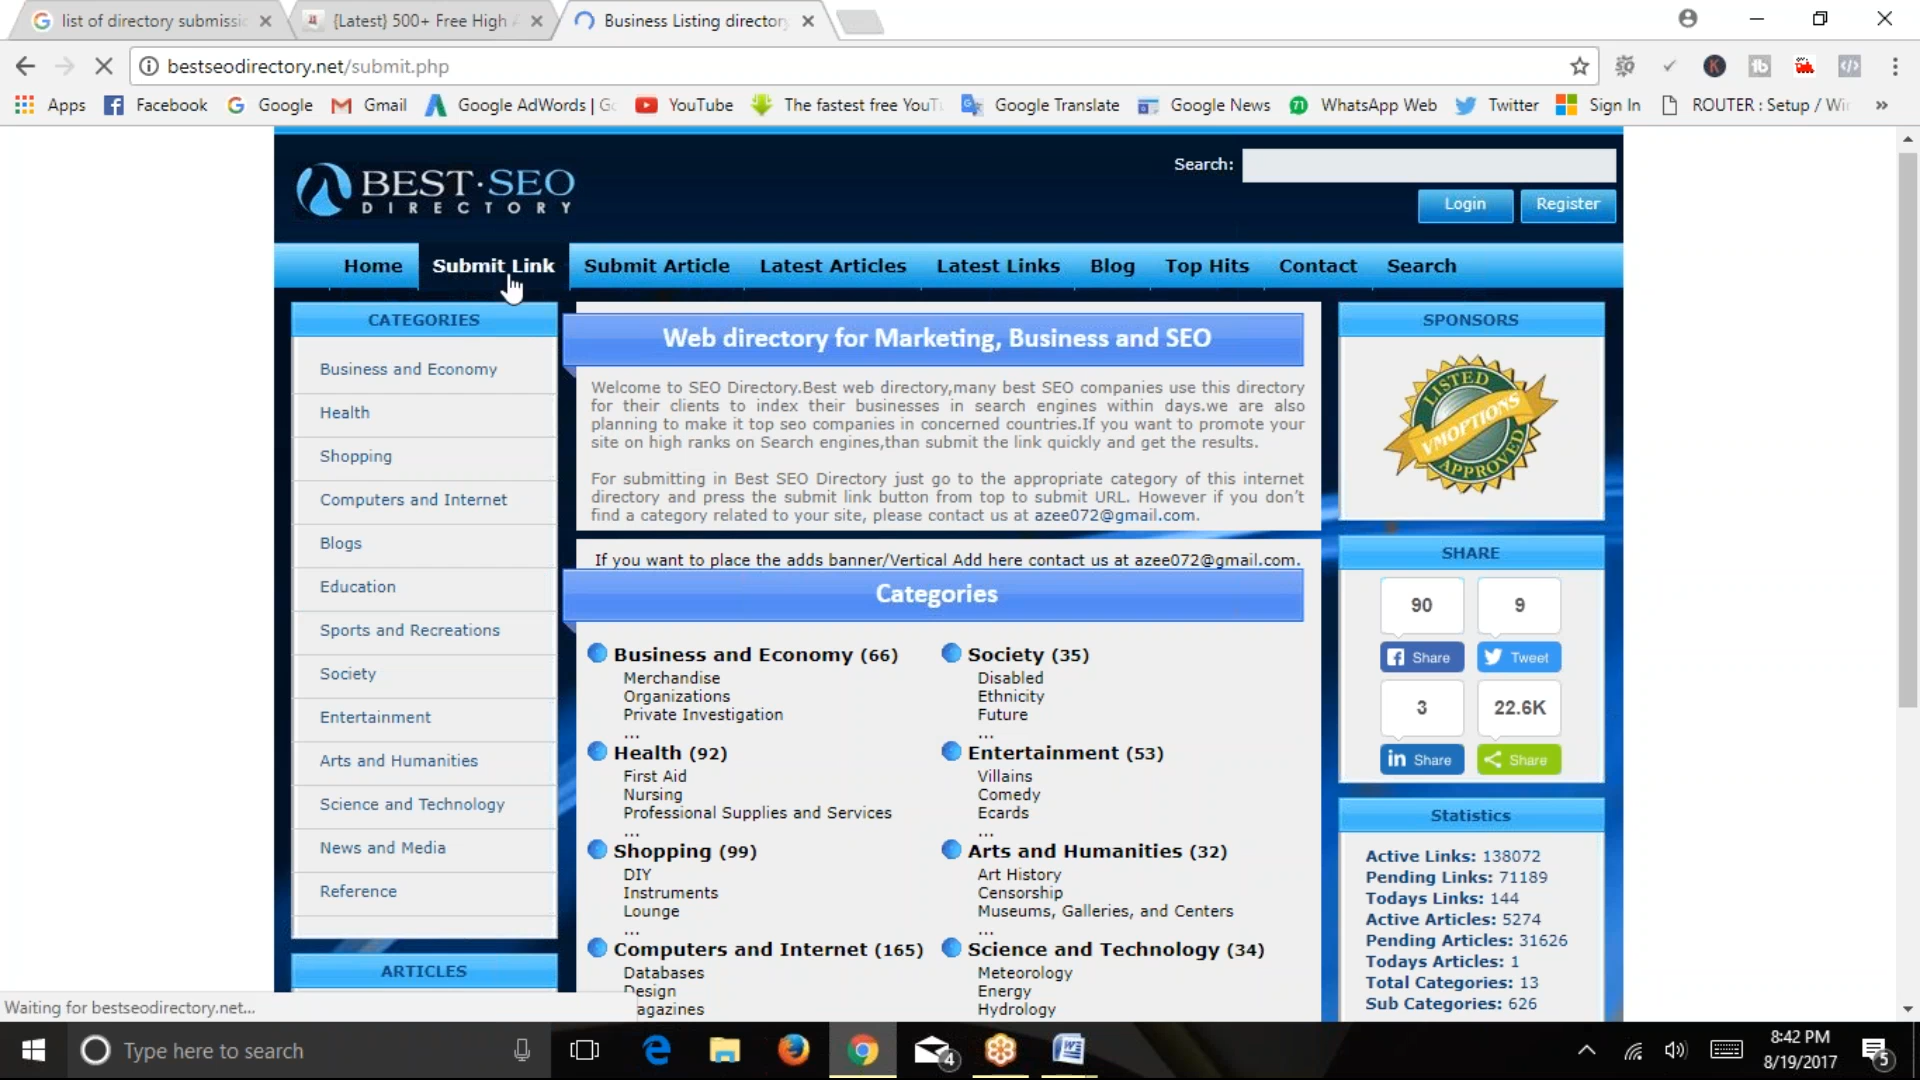 list of directory submissi
{Latest} 500+ Free High A
Business Listing directory
bestseodirectory.net/submit.php
Apps
Facebook
Google
Gmail
Google AdWords | Go
YouTube
The fastest free YouTu
Google Translate
Google News
WhatsApp Web
Twitter
Sign In
ROUTER : Setup / Wi
»
BEST·SEO
DIRECTORY
Search:
Login
Register
Home
Submit Link
Submit Article
Latest Articles
Latest Links
Blog
Top Hits
Contact
Search
CATEGORIES
Business and Economy
Health
Shopping
Computers and Internet
Blogs
Education
Sports and Recreations
Society
Entertainment
Arts and Humanities
Science and Technology
News and Media
Reference
ARTICLES
Web directory for Marketing, Business and SEO
Welcome to SEO Directory.Best web directory,many best SEO companies use this directory
for their clients to index their businesses in search engines within days.we are also
planning to make it top seo companies in concerned countries.If you want to promote your
site on high ranks on Search engines,than submit the link quickly and get the results.
For submitting in Best SEO Directory just go to the appropriate category of this internet
directory and press the submit link button from top to submit URL. However if you don't
find a category related to your site, please contact us at azee072@gmail.com.
If you want to place the adds banner/Vertical Add here contact us at azee072@gmail.com.
Categories
Business and Economy (66)
Merchandise
Organizations
Private Investigation
...
Society (35)
Disabled
Ethnicity
Future
...
Health (92)
First Aid
Nursing
Professional Supplies and Services
...
Entertainment (53)
Villains
Comedy
Ecards
...
Shopping (99)
DIY
Instruments
Lounge
...
Arts and Humanities (32)
Art History
Censorship
Museums, Galleries, and Centers
...
Computers and Internet (165)
Databases
Design
agazines
Science and Technology (34)
Meteorology
Energy
Hydrology
SPONSORS
LISTED
VMOPTIONS
APPROVED
SHARE
90
9
Share
Tweet
3
22.6K
Share
Share
Statistics
Active Links: 138072
Pending Links: 71189
Todays Links: 144
Active Articles: 5274
Pending Articles: 31626
Todays Articles: 1
Total Categories: 13
Sub Categories: 626
Waiting for bestseodirectory.net...
Type here to search
4
8:42 PM
8/19/2017
5